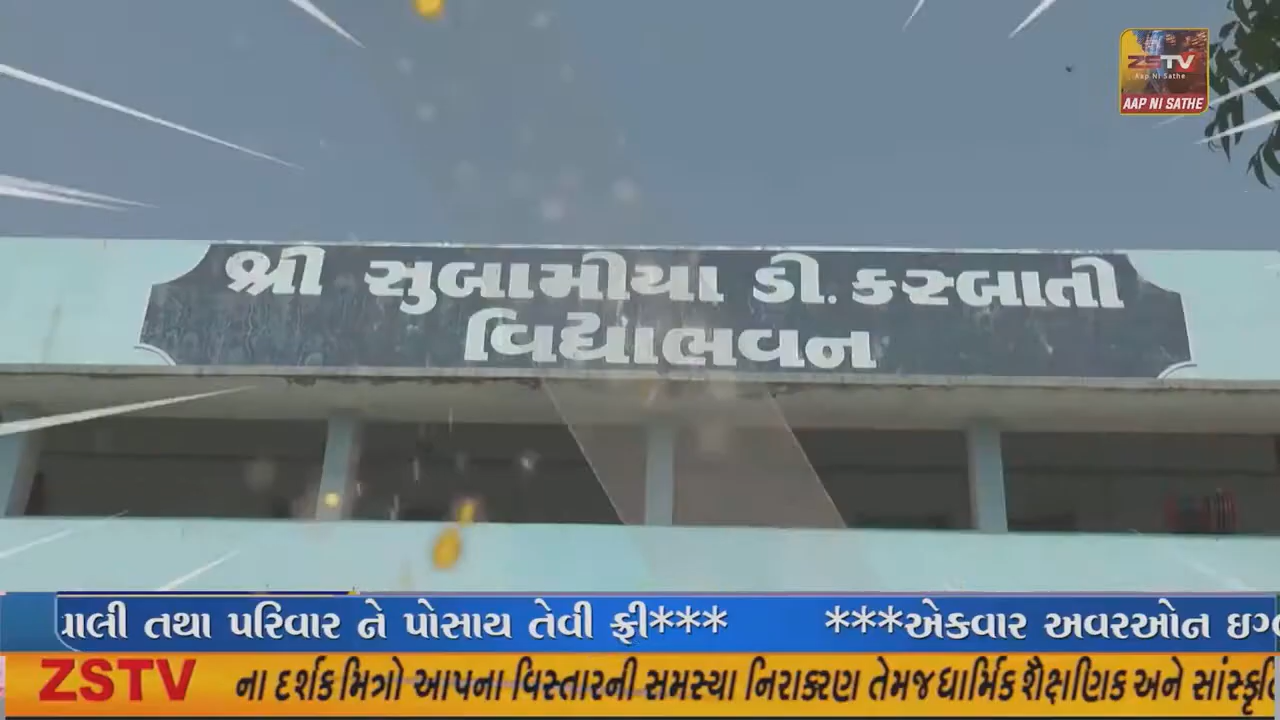 ZSTV
Aap Ni Sathe
AAP NI SATHE
શ્રી સુબામીયા ડી. કરબાતી
વિદ્યાભવન
તથા પરિવાર ને પોસાય તેવી ફ્રી*** ***એકવાર અવરઓન
ZSTV ના દર્શક મિત્રો આપના વિસ્તારની સમસ્યા નિરાકરણ તેમજ ધાર્મિક શૈક્ષણિક અને